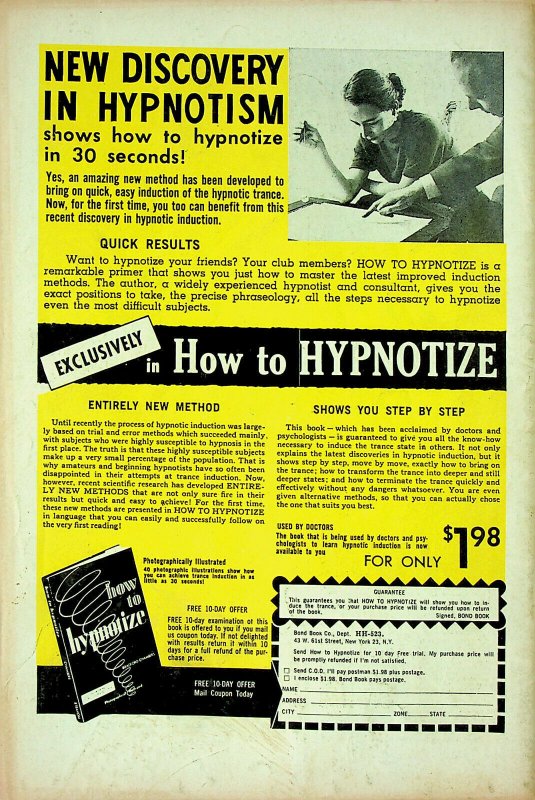 NEW DISCOVERY
IN HYPNOTISM
shows how to hypnotize
in 30 seconds!
Yes, an amazing new method has been developed to
bring on quick, easy induction of the hypnotic trance.
Now, for the first time, you too can benefit from this
recent discovery in hypnotic induction.
QUICK RESULTS
Want to hypnotize your friends? Your club members? HOW TO HYPNOTIZE is a
remarkable primer that shows you just how to master the latest improved induction
methods. The author, a widely experienced hypnotist and consultant, gives you the
exact positions to take, the precise phraseology, all the steps necessary to hypnotize
even the most difficult subjects.
EXCLUSIVELY
in How to HYPNOTIZE
ENTIRELY NEW METHOD
Until recently the process of hypnotic induction was large-
ly based on trial and error methods which succeeded mainly,
with subjects who were highly susceptible to hypnosis in the
first place. The truth is that these highly susceptible subjects
make up a very small percentage of the population. That is
why amateurs and beginning hypnotists have so often been
disappointed in their attempts at trance induction. Now,
however, recent scientific research has developed ENTIRE-
LY NEW METHODS that are not only sure fire in their
results but quick and easy to achieve! For the first time,
these new methods are presented in HOW TO HYPNOTIZE
in language that you can easily and successfully follow on
the very first reading!
SHOWS YOU STEP BY STEP
This book — which has been acclaimed by doctors and
psychologists — is guaranteed to give you all the know-how
necessary to induce the trance state in others. It not only
explains the latest discoveries in hypnotic induction, but it
shows step by step, move by move, exactly how to bring on
the trance; how to transform the trance into deeper and still
deeper states; and how to terminate the trance quickly and
effectively without any dangers whatsoever. You are even
given alternative methods, so that you can actually chose
the one that suits you best.
USED BY DOCTORS
The book that is being used by doctors and psy-
chologists to learn hypnotic induction is now
available to you
FOR ONLY $1.98
how
to
hypnotize
Photographically Illustrated
40 photographic illustrations show how
you can achieve trance induction in as
little as 30 seconds!
FREE 10-DAY OFFER
FREE 10-day examination of this
book is offered to you if you mail
us coupon today. If not delighted
with results return it within 10
days for a full refund of the pur-
chase price.
FREE 10-DAY OFFER
Mail Coupon Today
GUARANTEE
This guarantees you that HOW TO HYPNOTIZE will show you how to in-
duce the trance, or your purchase price will be refunded upon return
of the book.
Signed, BOND BOOK
Bond Book Co., Dept. HH-523,
43 W. 61st Street, New York 23, N.Y.
Send How to Hypnotize for 10 day Free trial. My purchase price will
be promptly refunded if I'm not satisfied.
Send C.O.D. I'll pay postman $1.98 plus postage.
I enclose $1.98. Bond Book pays postage.
NAME
ADDRESS
CITY ZONE STATE